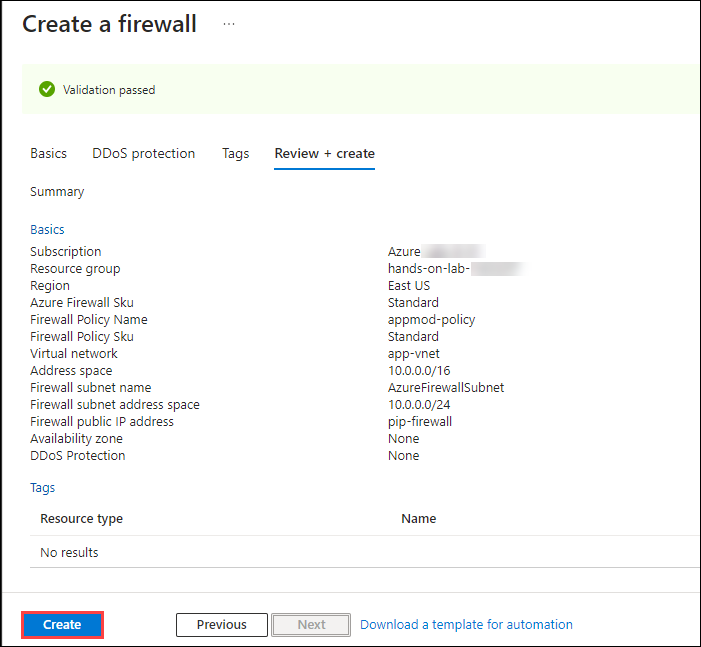 Create a firewall ...
Validation passed
Basics DDoS protection Tags Review + create
Summary
Basics
Subscription Azure
Resource group hands-on-lab-
Region East US
Azure Firewall Sku Standard
Firewall Policy Name appmod-policy
Firewall Policy Sku Standard
Virtual network app-vnet
Address space 10.0.0.0/16
Firewall subnet name AzureFirewallSubnet
Firewall subnet address space 10.0.0.0/24
Firewall public IP address pip-firewall
Availability zone None
DDoS Protection None
Tags
Resource type Name
No results
Create Previous Next Download a template for automation